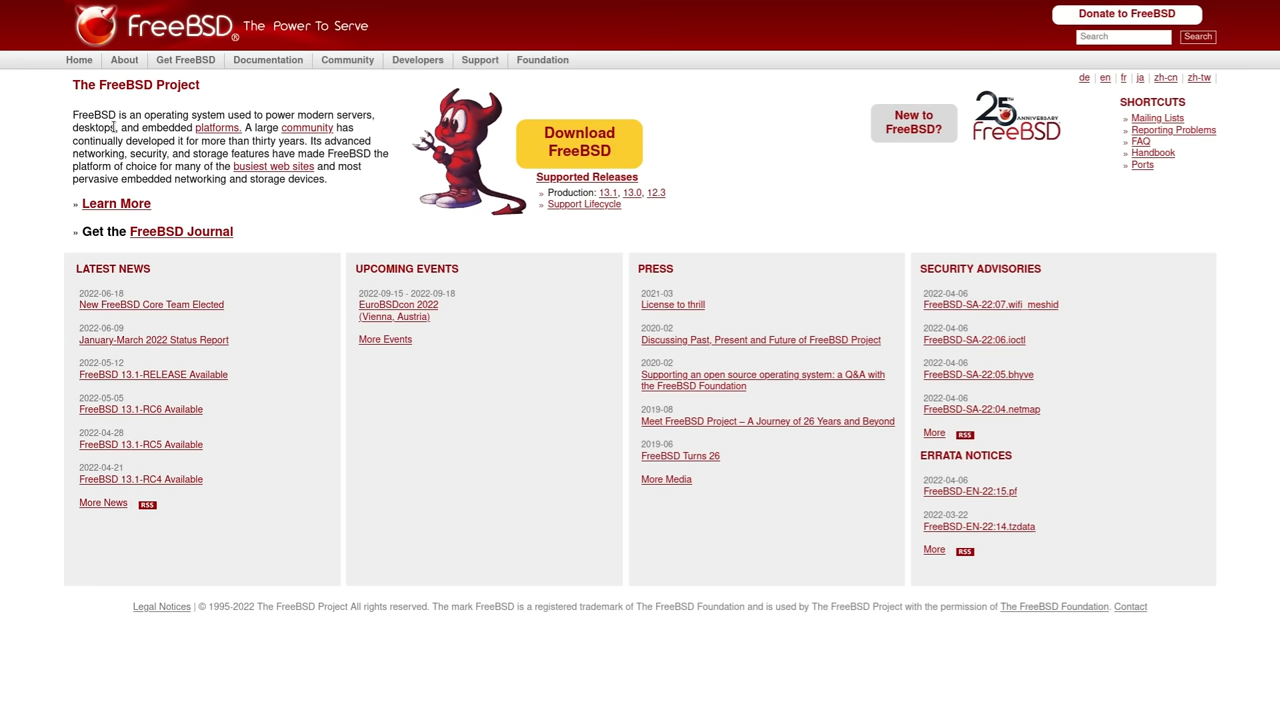 FreeBSD® The Power To Serve
Donate to FreeBSD
Search
Search
Home
About
Get FreeBSD
Documentation
Community
Developers
Support
Foundation
de | en | fr | ja | zh-cn | zh-tw |
The FreeBSD Project
FreeBSD is an operating system used to power modern servers,
desktops, and embedded platforms. A large community has
continually developed it for more than thirty years. Its advanced
networking, security, and storage features have made FreeBSD the
platform of choice for many of the busiest web sites and most
pervasive embedded networking and storage devices.
» Learn More
» Get the FreeBSD Journal
Download
FreeBSD
Supported Releases
» Production: 13.1, 13.0, 12.3
» Support Lifecycle
New to
FreeBSD?
25TH
ANNIVERSARY
FreeBSD
SHORTCUTS
» Mailing Lists
» Reporting Problems
» FAQ
» Handbook
» Ports
LATEST NEWS
2022-06-18
New FreeBSD Core Team Elected
2022-06-09
January-March 2022 Status Report
2022-05-12
FreeBSD 13.1-RELEASE Available
2022-05-05
FreeBSD 13.1-RC6 Available
2022-04-28
FreeBSD 13.1-RC5 Available
2022-04-21
FreeBSD 13.1-RC4 Available
More News RSS
UPCOMING EVENTS
2022-09-15 - 2022-09-18
EuroBSDcon 2022
(Vienna, Austria)
More Events
PRESS
2021-03
License to thrill
2020-02
Discussing Past, Present and Future of FreeBSD Project
2020-02
Supporting an open source operating system: a Q&A with
the FreeBSD Foundation
2019-08
Meet FreeBSD Project – A Journey of 26 Years and Beyond
2019-06
FreeBSD Turns 26
More Media
SECURITY ADVISORIES
2022-04-06
FreeBSD-SA-22:07.wifi_meshid
2022-04-06
FreeBSD-SA-22:06.ioctl
2022-04-06
FreeBSD-SA-22:05.bhyve
2022-04-06
FreeBSD-SA-22:04.netmap
More RSS
ERRATA NOTICES
2022-04-06
FreeBSD-EN-22:15.pf
2022-03-22
FreeBSD-EN-22:14.tzdata
More RSS
Legal Notices | © 1995-2022 The FreeBSD Project All rights reserved. The mark FreeBSD is a registered trademark of The FreeBSD Foundation and is used by The FreeBSD Project with the permission of The FreeBSD Foundation. Contact